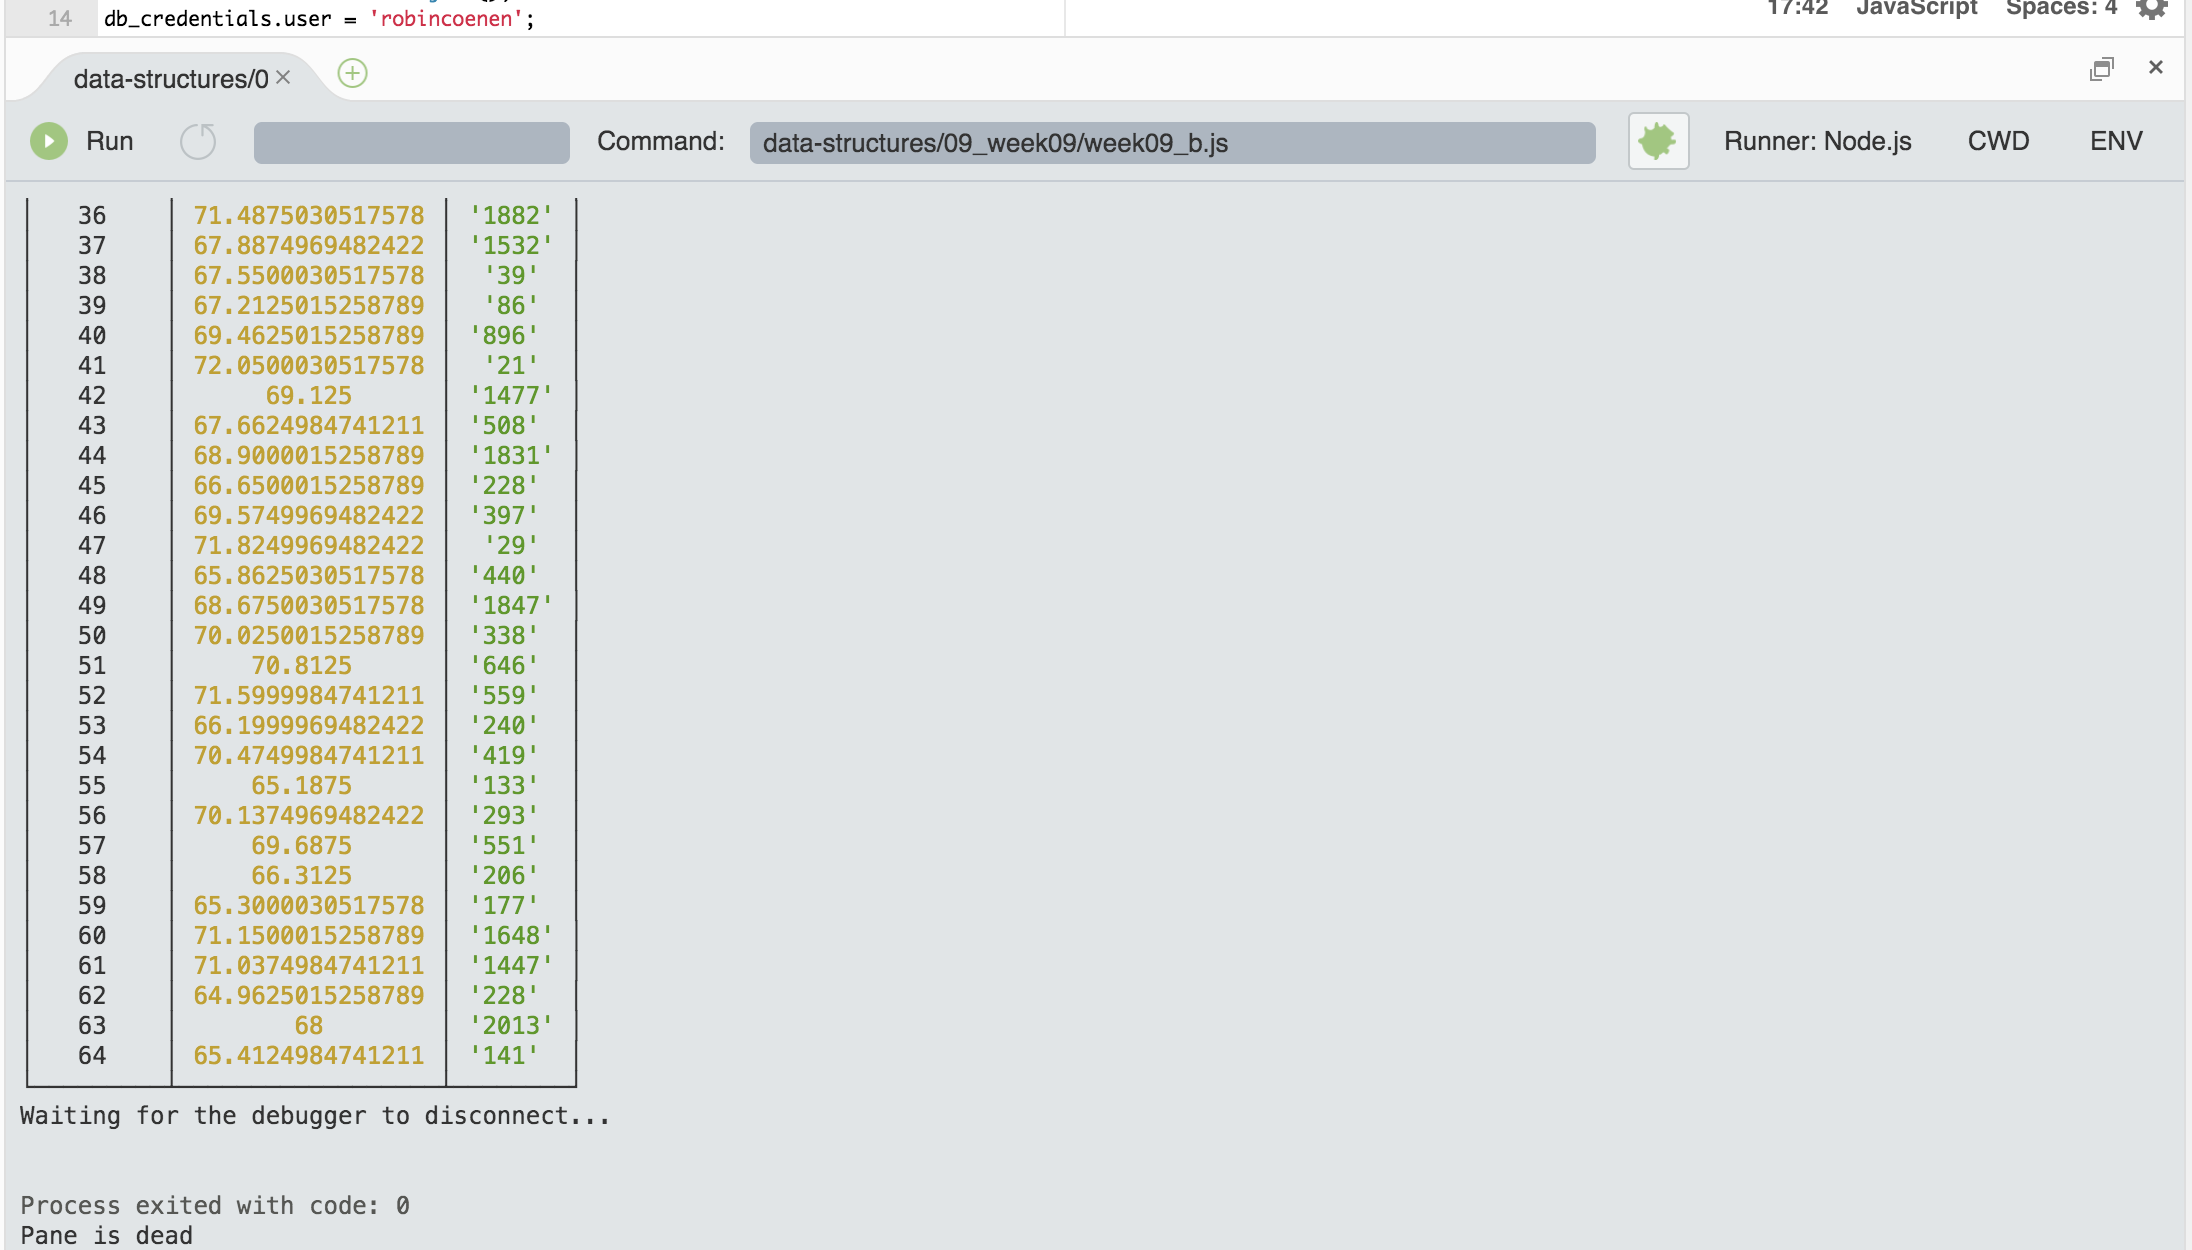 14 db_credentials.user = 'robincoenen';
17:42 JavaScript Spaces: 4
data-structures/0
Run Command: data-structures/09_week09/week09_b.js Runner: Node.js CWD ENV
36 71.4875030517578 '1882'
37 67.8874969482422 '1532'
38 67.5500030517578 '39'
39 67.2125015258789 '86'
40 69.4625015258789 '896'
41 72.0500030517578 '21'
42 69.125 '1477'
43 67.6624984741211 '508'
44 68.9000015258789 '1831'
45 66.6500015258789 '228'
46 69.5749969482422 '397'
47 71.8249969482422 '29'
48 65.8625030517578 '440'
49 68.6750030517578 '1847'
50 70.0250015258789 '338'
51 70.8125 '646'
52 71.5999984741211 '559'
53 66.1999969482422 '240'
54 70.4749984741211 '419'
55 65.1875 '133'
56 70.1374969482422 '293'
57 69.6875 '551'
58 66.3125 '206'
59 65.3000030517578 '177'
60 71.1500015258789 '1648'
61 71.0374984741211 '1447'
62 64.9625015258789 '228'
63 68 '2013'
64 65.4124984741211 '141'
Waiting for the debugger to disconnect...
Process exited with code: 0
Pane is dead